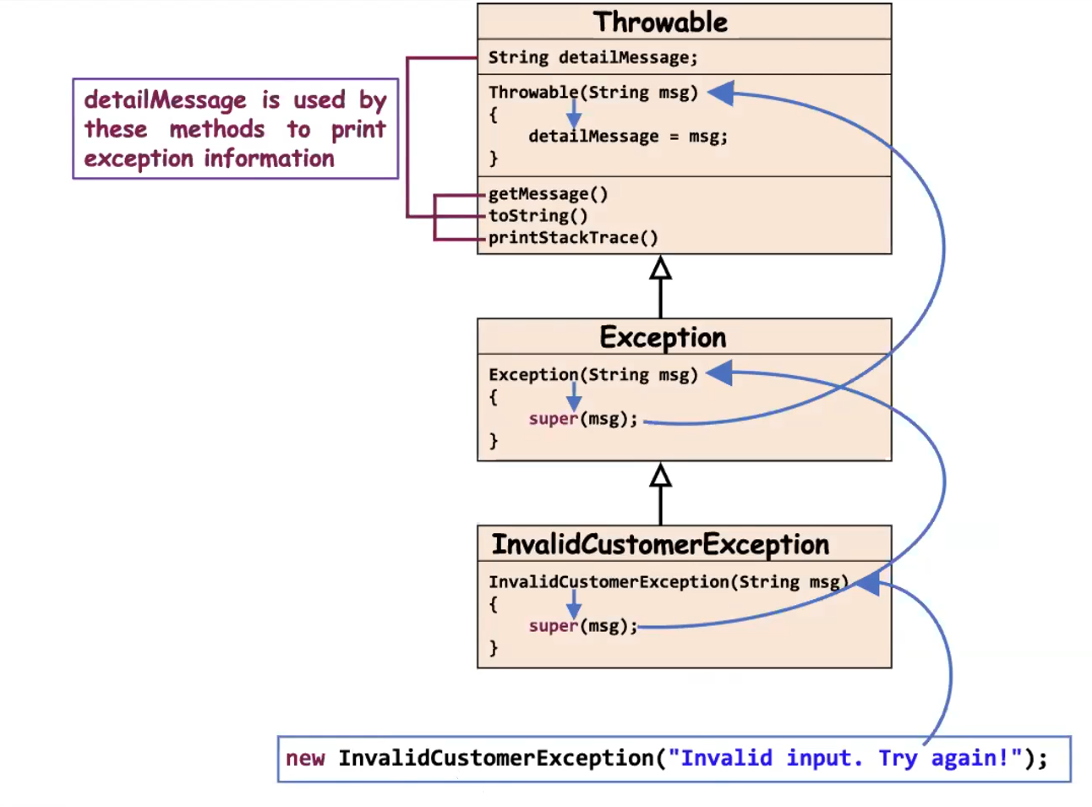 Throwable
String detailMessage;
detailMessage is used by
these methods to print
exception information
Throwable(String msg)
{
detailMessage = msg;
}
getMessage()
toString()
printStackTrace()
Exception
Exception(String msg)
{
super(msg);
}
InvalidCustomerException
InvalidCustomerException(String msg)
{
super(msg);
}
new InvalidCustomerException("Invalid input. Try again!");